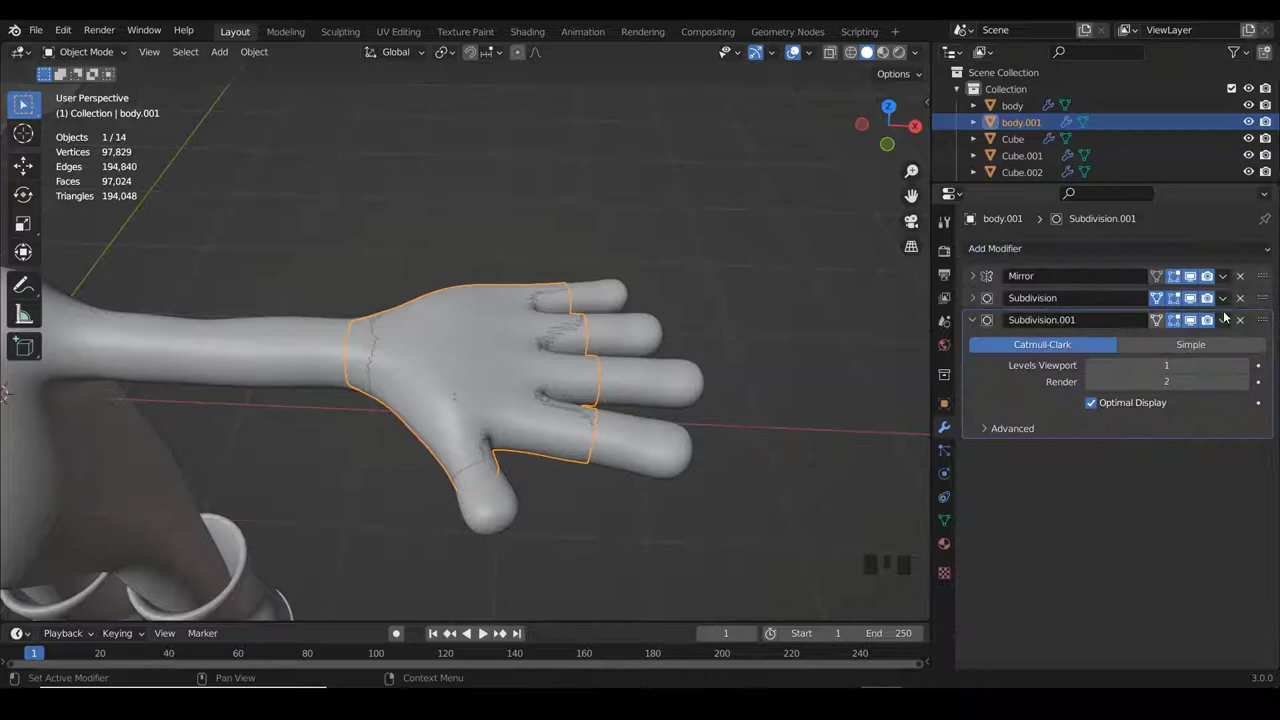 File Edit Render Window Help Layout Modeling Sculpting UV Editing Texture Paint Shading Animation Rendering Compositing Geometry Nodes Scripting + Scene ViewLayer
Object Mode View Select Add Object Global
Options
User Perspective
(1) Collection | body.001
Objects 1 / 14
Vertices 97,829
Edges 194,840
Faces 97,024
Triangles 194,048
Z
X
Scene Collection
Collection
body
body.001
Cube
Cube.001
Cube.002
body.001 > Subdivision.001
Add Modifier
Mirror
Subdivision
Subdivision.001
Catmull-Clark Simple
Levels Viewport 1
Render 2
Optimal Display
Advanced
Playback Keying View Marker 1 Start 1 End 250
1 20 40 60 80 100 120 140 160 180 200 220 240
Set Active Modifier Pan View Context Menu 3.0.0